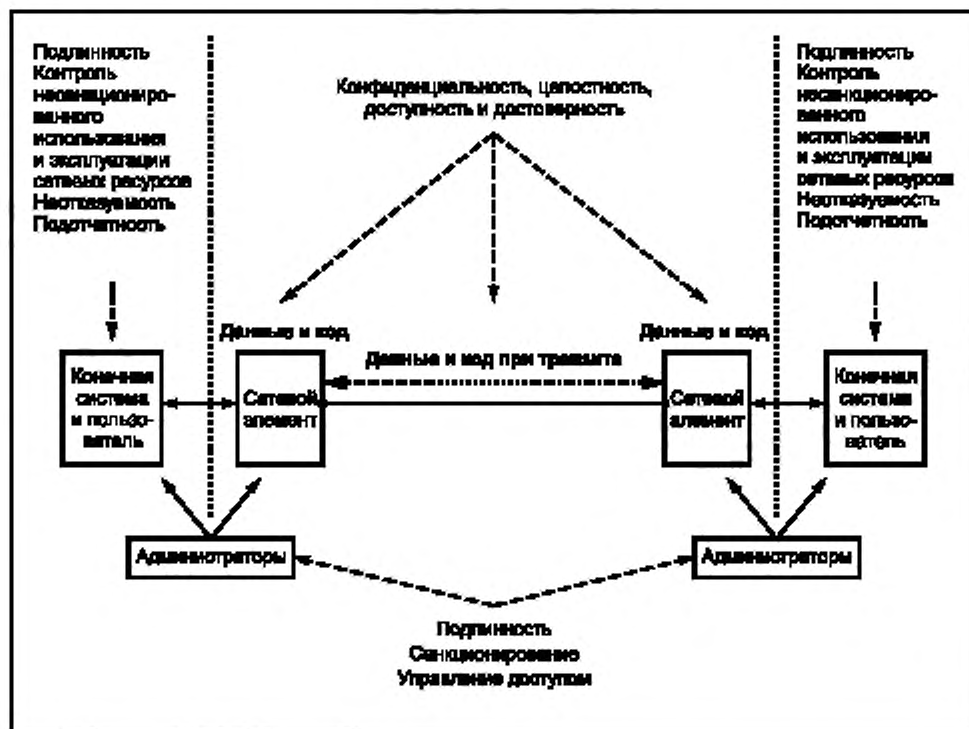 Подлинность
Контроль
несанкциониро-
ванного
использования
и эксплуатации
сетевых ресурсов
Неотказуемость
Подотчетность
Конфиденциальность, целостность,
доступность и достоверность
Подлинность
Контроль
несанкциониро-
ванного
использования
и эксплуатации
сетевых ресурсов
Неотказуемость
Подотчетность
Данные и код
Данные и код при транзите
Данные и код
Конечная
система
и пользо-
ватель
Сетевой
элемент
Сетевой
элемент
Конечная
система
и пользо-
ватель
Администраторы
Администраторы
Подлинность
Санкционирование
Управление доступом